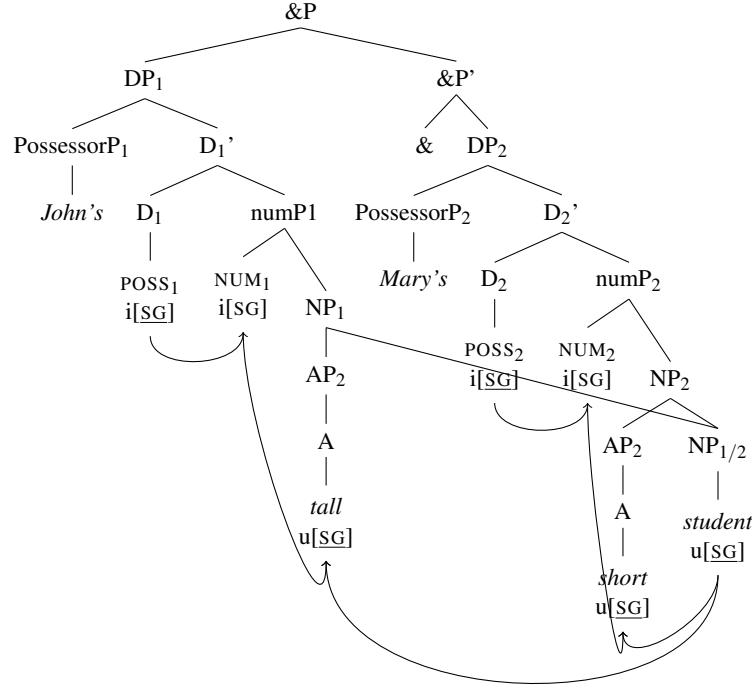 &P
DP₁ &P’
PossessorP₁ D₁’ & DP₂
John's D₁ numP1 PossessorP₂ D₂’
POSS₁ NUM₁ NP₁ Mary's D₂ numP₂
i[SG] i[SG]
AP₂ POSS₂ NUM₂ NP₂
i[SG] i[SG]
A AP₂ NP₁/₂
tall A student
u[SG] u[SG]
short
u[SG]